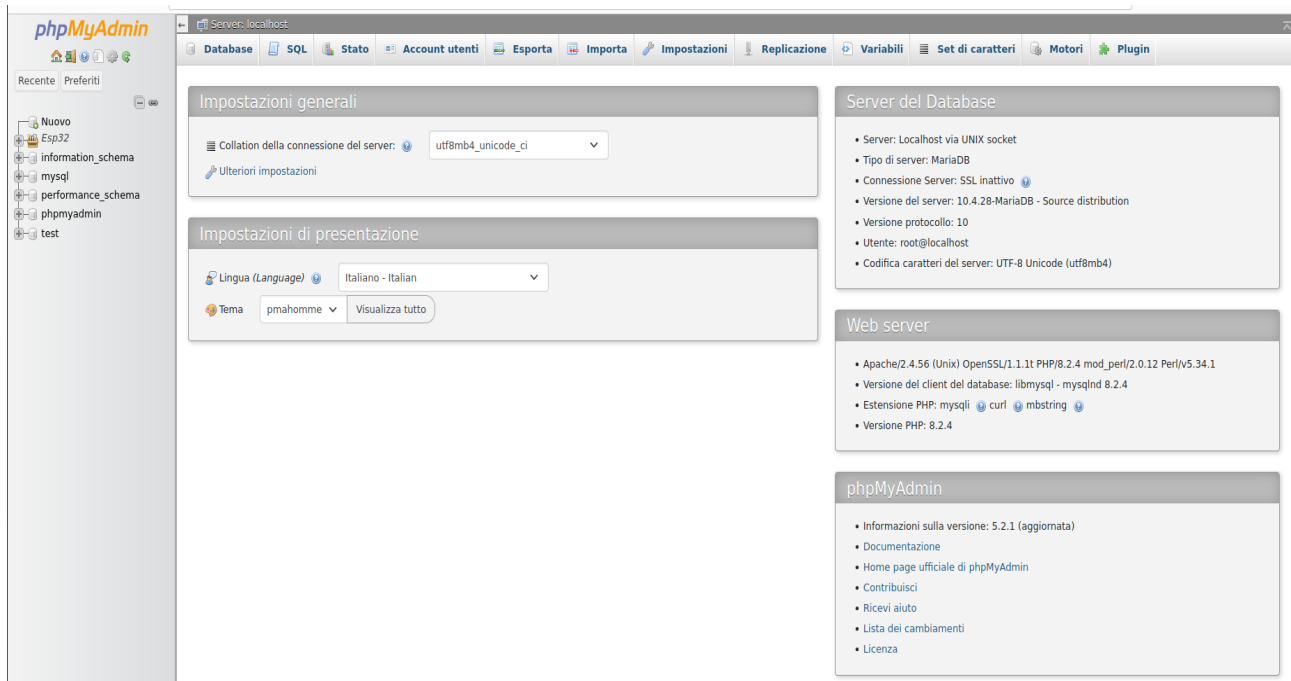 phpMyAdmin
Recente Preferiti
Nuovo
Esp32
information_schema
mysql
performance_schema
phpmyadmin
test
Server: localhost
Database SQL Stato Account utenti Esporta Importa Impostazioni Replicazione Variabili Set di caratteri Motori Plugin
Impostazioni generali
Collation della connessione del server: utf8mb4_unicode_ci
Ulteriori impostazioni
Impostazioni di presentazione
Lingua (Language) Italiano - Italian
Tema pmahomme Visualizza tutto
Server del Database
• Server: Localhost via UNIX socket
• Tipo di server: MariaDB
• Connessione Server: SSL inattivo
• Versione del server: 10.4.28-MariaDB - Source distribution
• Versione protocollo: 10
• Utente: root@localhost
• Codifica caratteri del server: UTF-8 Unicode (utf8mb4)
Web server
• Apache/2.4.56 (Unix) OpenSSL/1.1.1t PHP/8.2.4 mod_perl/2.0.12 Perl/v5.34.1
• Versione del client del database: libmysql - mysqlnd 8.2.4
• Estensione PHP: mysqli curl mbstring
• Versione PHP: 8.2.4
phpMyAdmin
• Informazioni sulla versione: 5.2.1 (aggiornata)
• Documentazione
• Home page ufficiale di phpMyAdmin
• Contribuisci
• Ricevi aiuto
• Lista dei cambiamenti
• Licenza